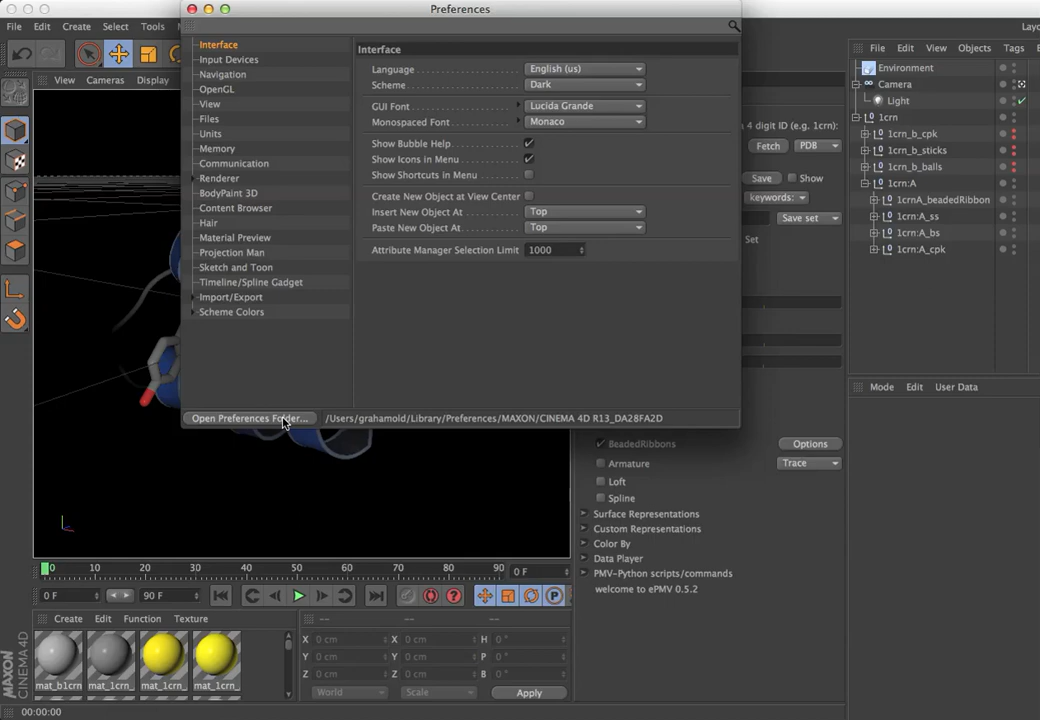 Preferences
File Edit Create Select Tools
Layo
View Cameras Display
Interface
Input Devices
Navigation
OpenGL
View
Files
Units
Memory
Communication
Renderer
BodyPaint 3D
Content Browser
Hair
Material Preview
Projection Man
Sketch and Toon
Timeline/Spline Gadget
Import/Export
Scheme Colors
Interface
Language English (us)
Scheme Dark
GUI Font Lucida Grande
Monospaced Font Monaco
Show Bubble Help
Show Icons in Menu
Show Shortcuts in Menu
Create New Object at View Center
Insert New Object At Top
Paste New Object At Top
Attribute Manager Selection Limit 1000
Open Preferences Folder... /Users/grahamold/Library/Preferences/MAXON/CINEMA 4D R13_DA28FA2D
4 digit ID (e.g. 1crn)
Fetch PDB
Save Show
keywords:
Save set
Set
BeadedRibbons Options
Armature Trace
Loft
Spline
Surface Representations
Custom Representations
Color By
Data Player
PMV-Python scripts/commands
welcome to ePMV 0.5.2
File Edit View Objects Tags
Environment
Camera
Light
1crn
1crn_b_cpk
1crn_b_sticks
1crn_b_balls
1crn:A
1crnA_beadedRibbon
1crn:A_ss
1crn:A_bs
1crn:A_cpk
Mode Edit User Data
0 10 20 30 40 50 60 70 80 90 0 F
0 F 90 F
P
Create Edit Function Texture
mat_b1crn mat_1crn_ mat_1crn_ mat_1crn_
-- -- --
X 0 cm X 0 cm H 0 °
Y 0 cm Y 0 cm P 0 °
Z 0 cm Z 0 cm B 0 °
World Scale Apply
MAXON
CINEMA 4D
00:00:00